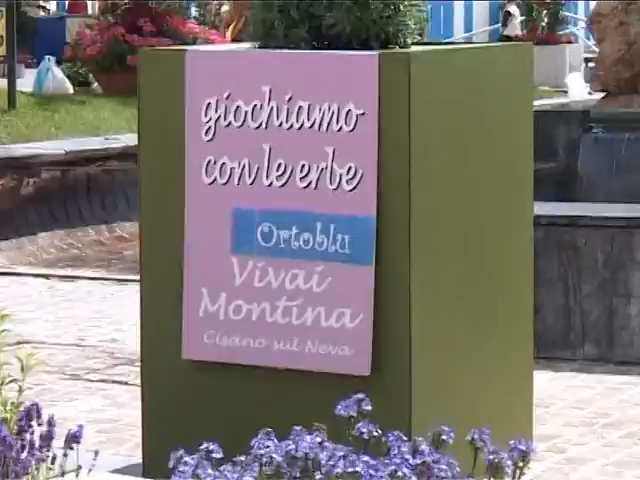 giochiamo
con le erbe
Ortoblu
Vivai
Montina
Cisano sul Neva